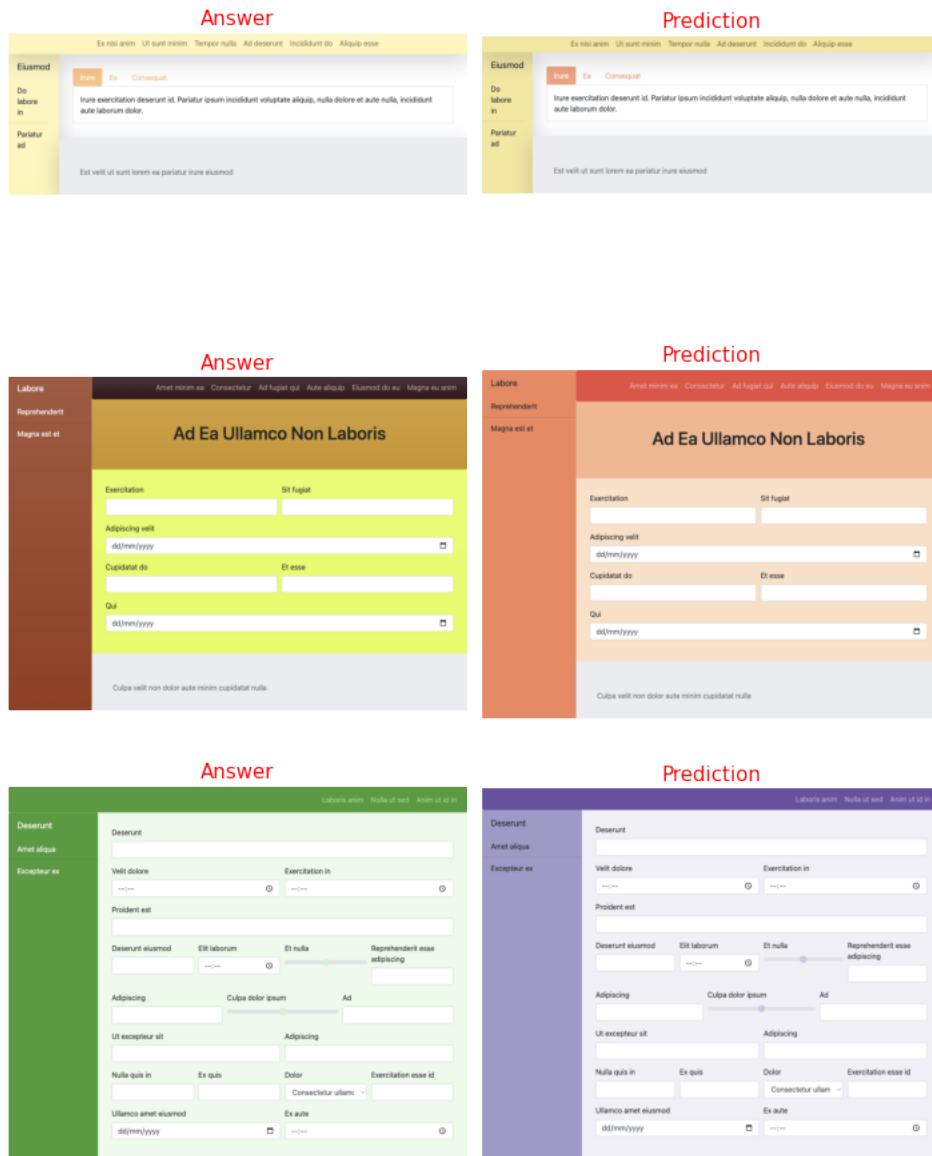 Answer
Prediction
Ex nisi anim Ut sunt minim Tempor nulla Ad deserunt Incididunt do Aliquip esse
Eiusmod
Do
labore
in
Pariatur
ad
Irure Ea Consequat
Irure exercitation deserunt id. Pariatur ipsum incididunt voluptate aliquip, nulla dolore et aute nulla, incididunt
aute laborum dolor.
Est velit ut sunt lorem ea pariatur irure eiusmod
Ex nisi anim Ut sunt minim Tempor nulla Ad deserunt Incididunt do Aliquip esse
Eiusmod
Do
labore
in
Pariatur
ad
Irure Ea Consequat
Irure exercitation deserunt id. Pariatur ipsum incididunt voluptate aliquip, nulla dolore et aute nulla, incididunt
aute laborum dolor.
Est velit ut sunt lorem ea pariatur irure eiusmod
Answer
Prediction
Labore
Reprehenderit
Magna est et
Amet minim ea Consectetur Ad fugiat qui Aute aliquip Eiusmod do eu Magna eu anim
Ad Ea Ullamco Non Laboris
Exercitation Sit fugiat
Adipiscing velit
dd/mm/yyyy
Cupidatat do Et esse
Qui
dd/mm/yyyy
Culpa velit non dolor aute minim cupidatat nulla
Labore
Reprehenderit
Magna est et
Amet minim ea Consectetur Ad fugiat qui Aute aliquip Eiusmod do eu Magna eu anim
Ad Ea Ullamco Non Laboris
Exercitation Sit fugiat
Adipiscing velit
dd/mm/yyyy
Cupidatat do Et esse
Qui
dd/mm/yyyy
Culpa velit non dolor aute minim cupidatat nulla
Answer
Prediction
Laboris anim Nulla ut sed Anim ut id in
Deserunt
Amet aliqua
Excepteur ex
Deserunt
Velit dolore Exercitation in
--:-- --:--
Proident est
Deserunt eiusmod Elit laborum Et nulla Reprehenderit esse
adipiscing
--:--
Adipiscing Culpa dolor ipsum Ad
Ut excepteur sit Adipiscing
Nulla quis in Ex quis Dolor Exercitation esse id
Consectetur ullamc
Ullamco amet eiusmod Ex aute
dd/mm/yyyy --:--
Laboris anim Nulla ut sed Anim ut id in
Deserunt
Amet aliqua
Excepteur ex
Deserunt
Velit dolore Exercitation in
--:-- --:--
Proident est
Deserunt eiusmod Elit laborum Et nulla Reprehenderit esse
adipiscing
--:--
Adipiscing Culpa dolor ipsum Ad
Ut excepteur sit Adipiscing
Nulla quis in Ex quis Dolor Exercitation esse id
Consectetur ullam
Ullamco amet eiusmod Ex aute
dd/mm/yyyy --:--